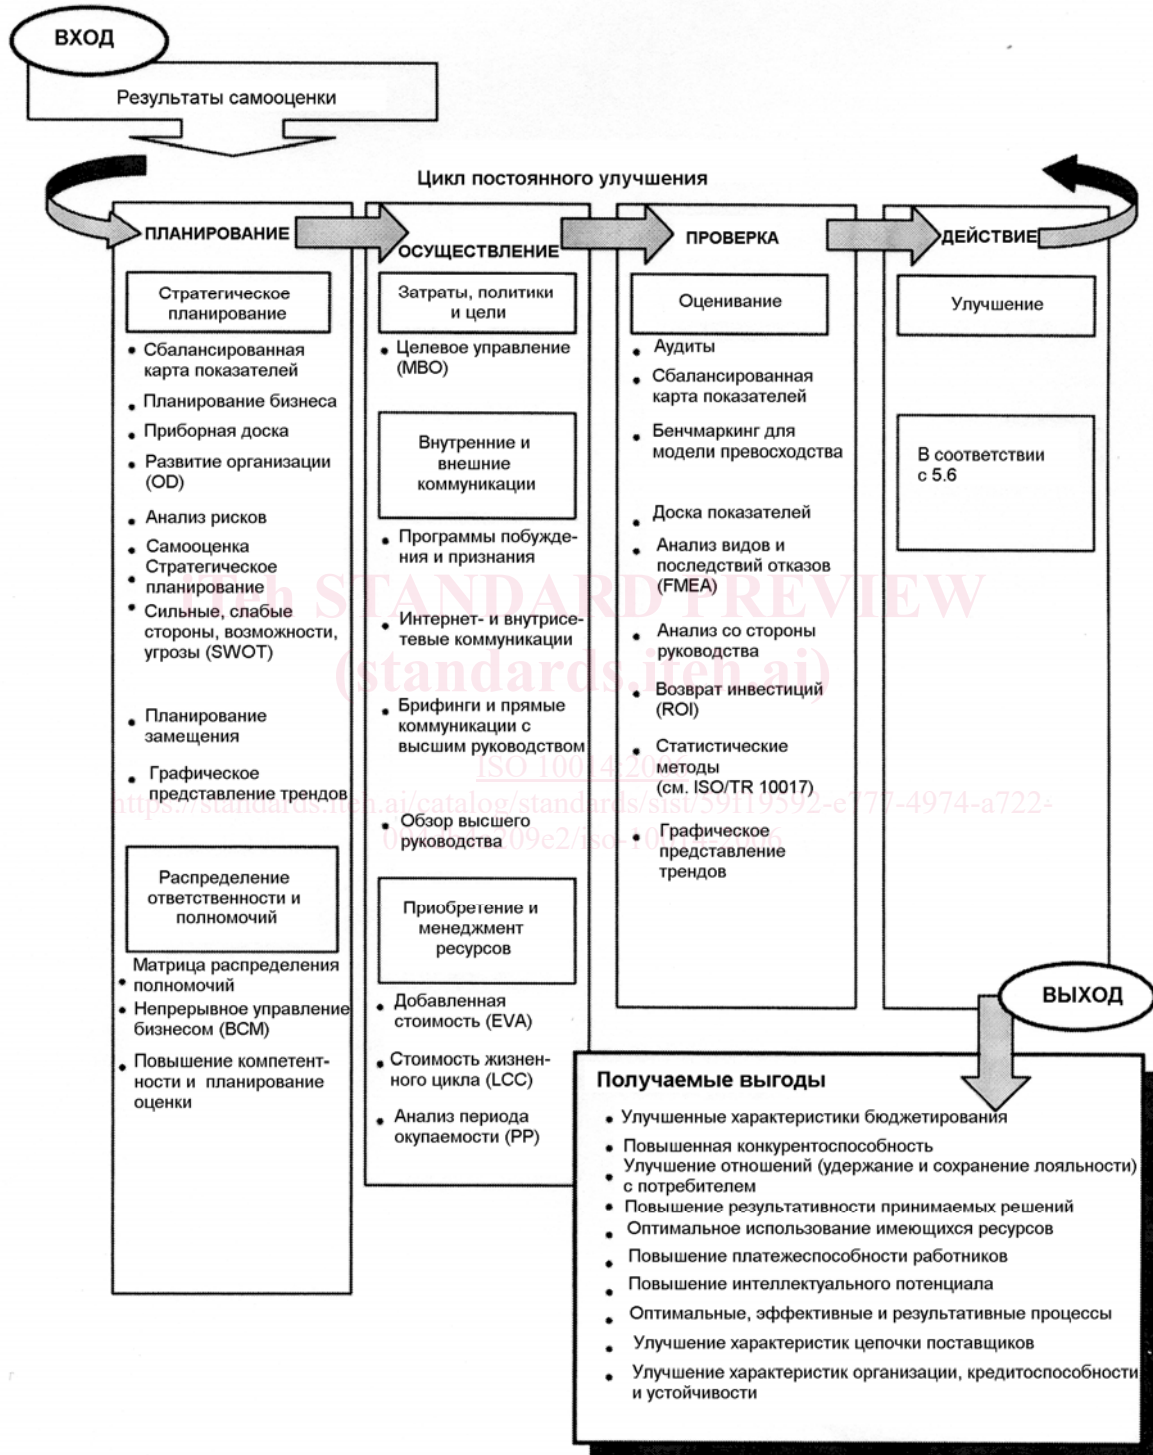 ВХОД
Результаты самооценки
Цикл постоянного улучшения
ПЛАНИРОВАНИЕ
Стратегическое
планирование
• Сбалансированная
карта показателей
• Планирование бизнеса
• Приборная доска
• Развитие организации
(OD)
• Анализ рисков
• Самооценка
• Стратегическое
планирование
• Сильные, слабые
стороны, возможности,
угрозы (SWOT)
• Планирование
замещения
• Графическое
представление трендов
Распределение
ответственности и
полномочий
• Матрица распределения
полномочий
• Непрерывное управление
бизнесом (BCM)
• Повышение компетент-
ности и планирование
оценки
ОСУЩЕСТВЛЕНИЕ
Затраты, политики
и цели
• Целевое управление
(MBO)
Внутренние и
внешние
коммуникации
• Программы побужде-
ния и признания
• Интернет- и внутрисе-
тевые коммуникации
• Брифинги и прямые
коммуникации с
высшим руководством
• Обзор высшего
руководства
Приобретение и
менеджмент
ресурсов
• Добавленная
стоимость (EVA)
• Стоимость жизнен-
ного цикла (LCC)
• Анализ периода
окупаемости (PP)
ПРОВЕРКА
Оценивание
• Аудиты
• Сбалансированная
карта показателей
• Бенчмаркинг для
модели превосходства
• Доска показателей
• Анализ видов и
последствий отказов
(FMEA)
• Анализ со стороны
руководства
• Возврат инвестиций
(ROI)
• Статистические
методы
(см. ISO/TR 10017)
• Графическое
представление
трендов
ДЕЙСТВИЕ
Улучшение
В соответствии
с 5.6
ВЫХОД
Получаемые выгоды
• Улучшенные характеристики бюджетирования
• Повышенная конкурентоспособность
• Улучшение отношений (удержание и сохранение лояльности)
с потребителем
• Повышение результативности принимаемых решений
• Оптимальное использование имеющихся ресурсов
• Повышение платежеспособности работников
• Повышение интеллектуального потенциала
• Оптимальные, эффективные и результативные процессы
• Улучшение характеристик цепочки поставщиков
• Улучшение характеристик организации, кредитоспособности
и устойчивости
iTeh STANDARD PREVIEW
(standards.iteh.ai)
ISO 10014:2006